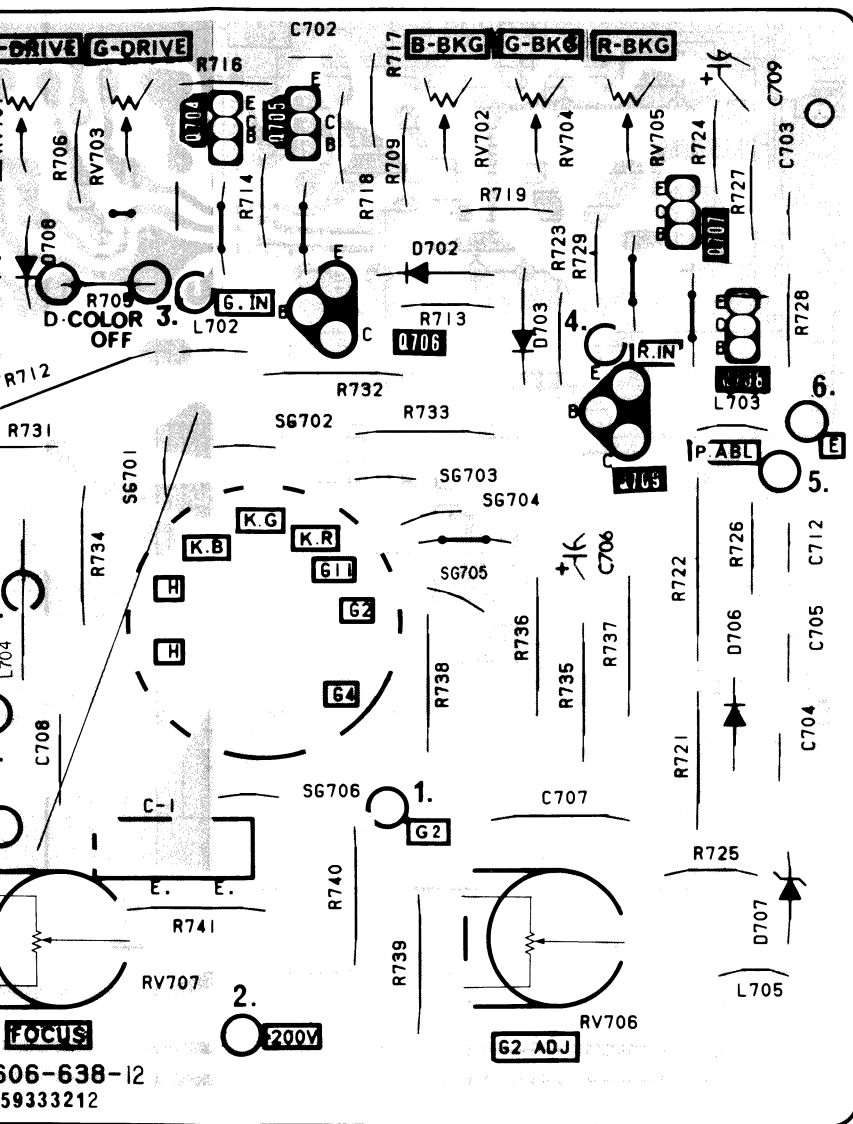 -DRIVE G-DRIVE
C702
R717
B-BKG G-BKG R-BKG
R716
E
C709
+
Q704
E
C
B
Q705
C
B
R706
RV703
R709
RV702
RV704
RV705
R724
C703
R714
R718
R719
R727
E
C
B
Q707
D708
R723
R729
D702
E
R705
D·COLOR
OFF
3.
G.IN
L702
B
C
R713
Q706
D703
4.
R.IN
E
C
B
R728
R712
R732
E
B
C
Q708
L703
6.
E
R731
SG702
R733
P.ABL
5.
SG701
SG703
Q709
SG704
K.G
K.B
K.R
G11
R734
H
G2
H
G4
SG705
+
C706
R722
R726
C712
L704
R738
R736
R735
R737
D706
C705
C708
R721
C704
SG706
1.
G2
C707
C-1
E. E.
R740
R725
R741
R739
D707
RV707
L705
2.
200V
RV706
FOCUS
G2 ADJ
606-638-12
59333212